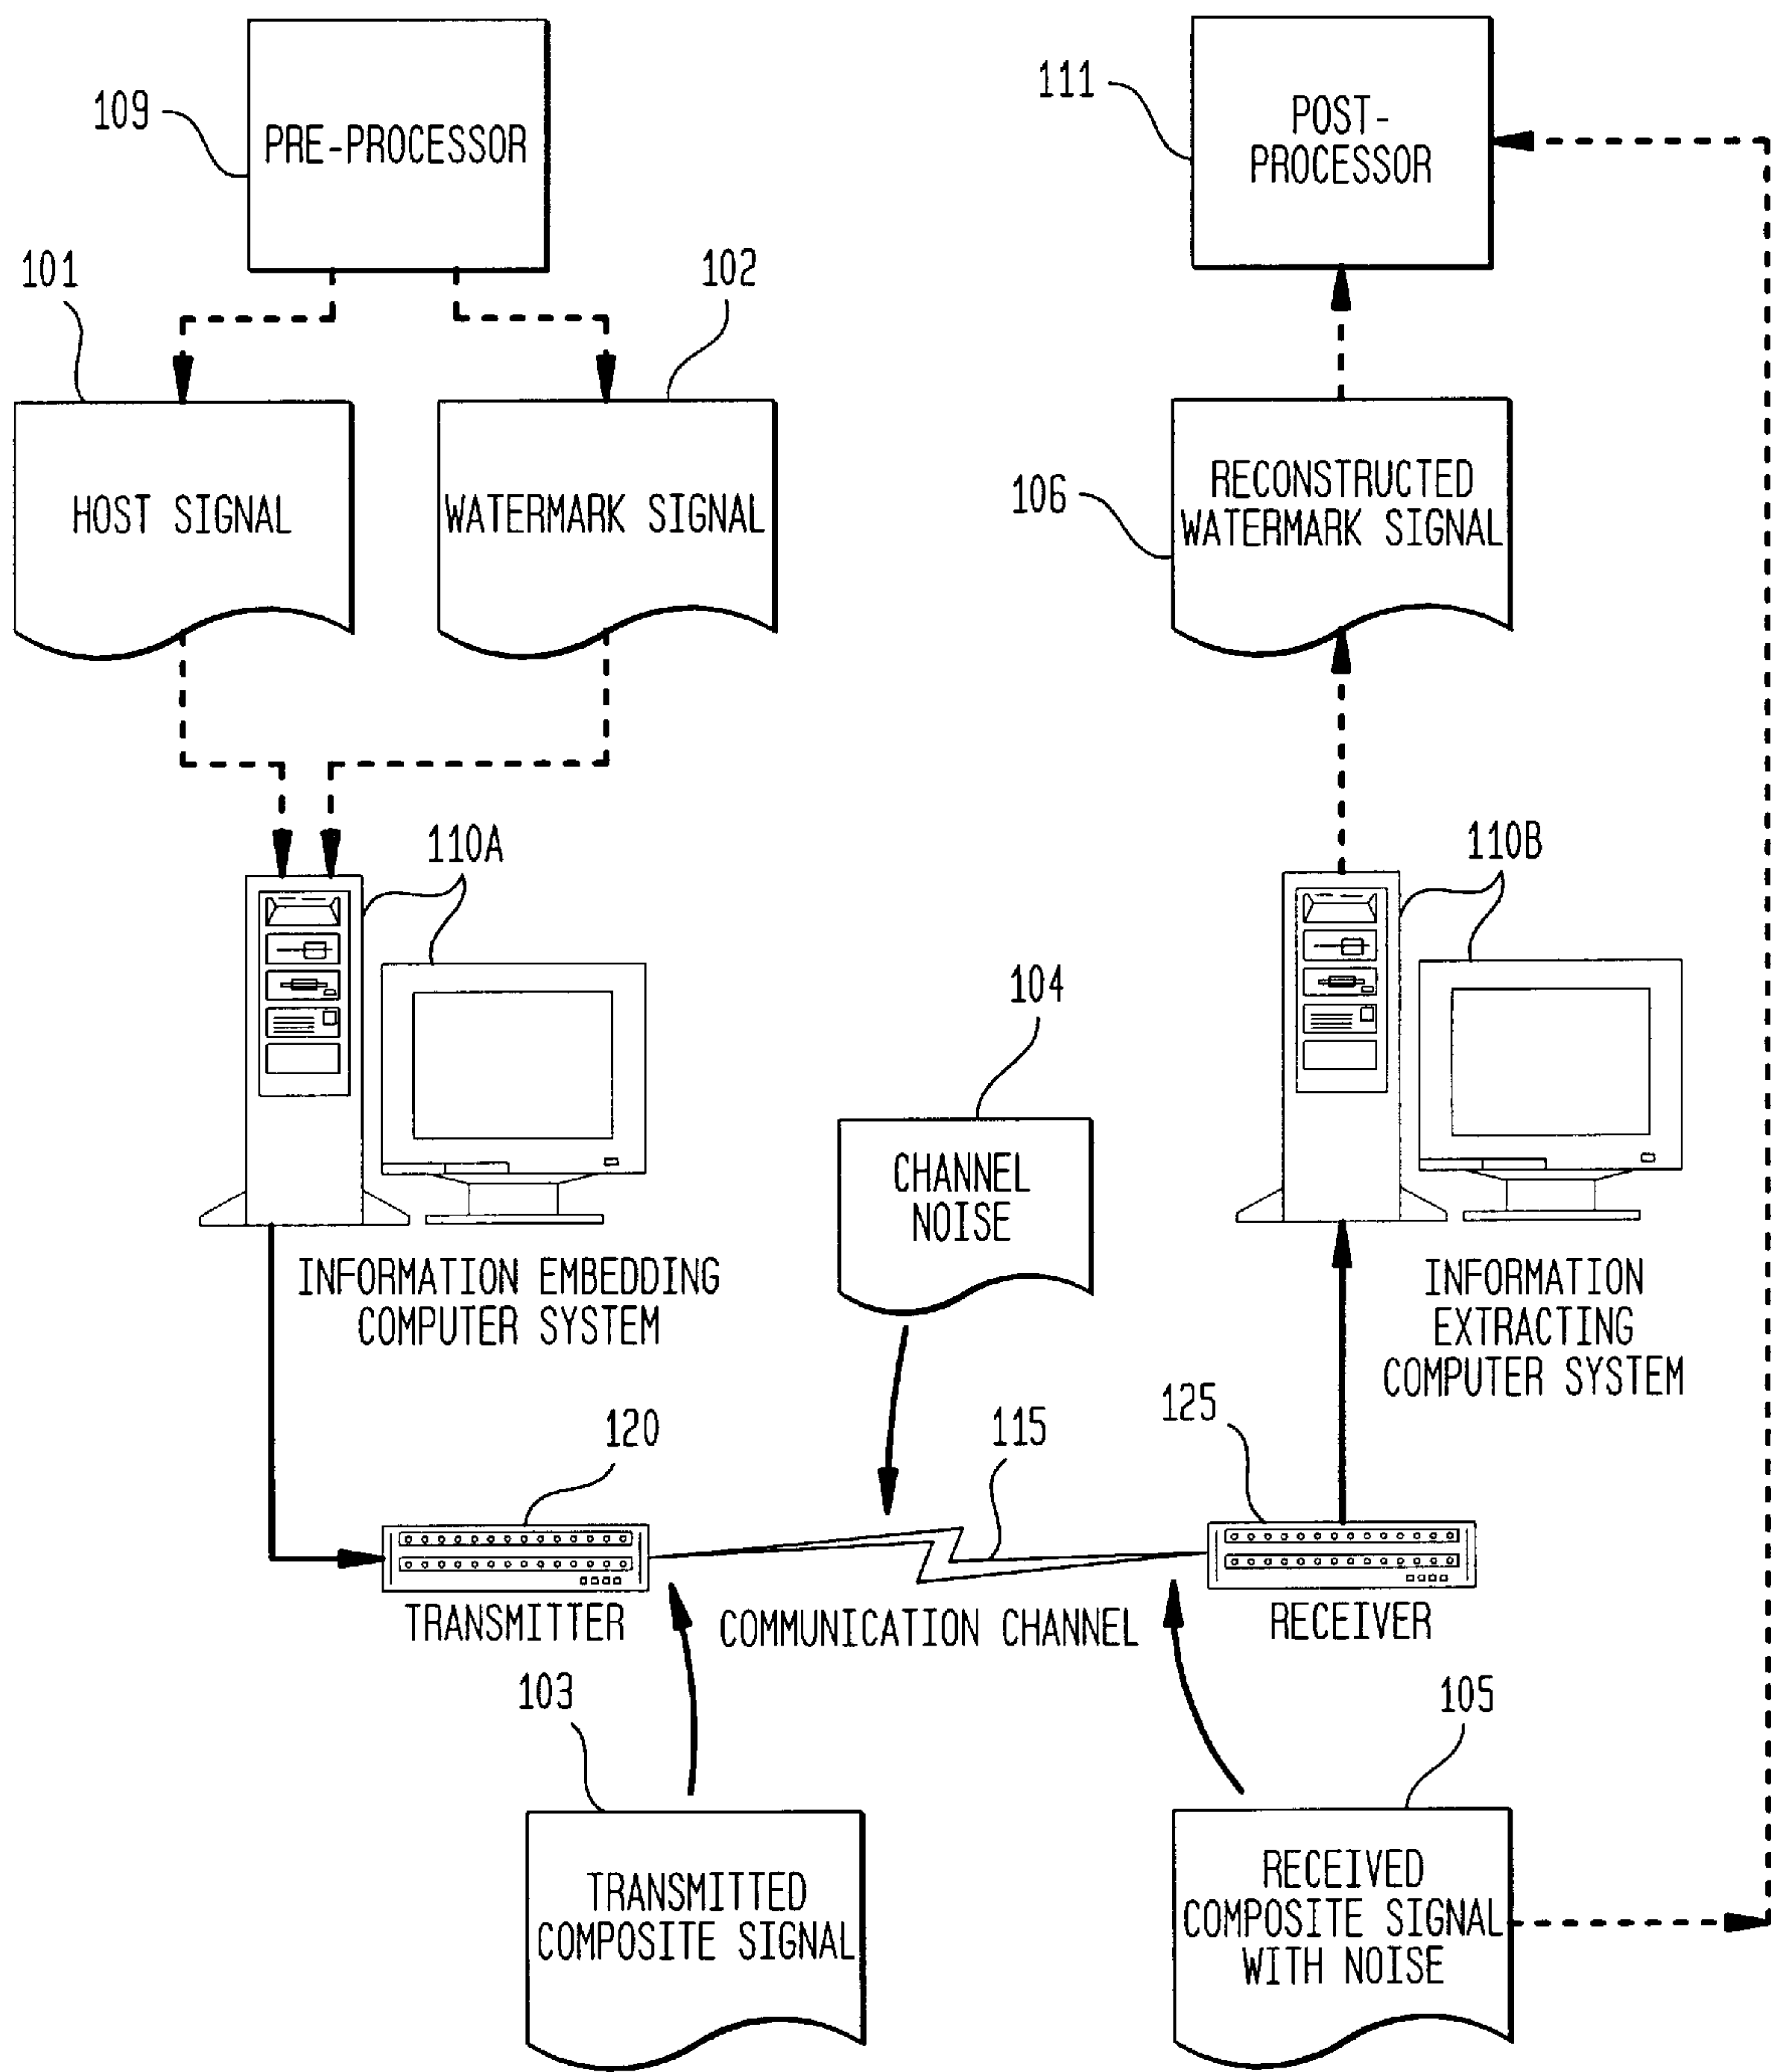 109
PRE-PROCESSOR
111
POST-
PROCESSOR
101
102
HOST SIGNAL
WATERMARK SIGNAL
106
RECONSTRUCTED
WATERMARK SIGNAL
110A
110B
INFORMATION EMBEDDING
COMPUTER SYSTEM
104
CHANNEL
NOISE
INFORMATION
EXTRACTING
COMPUTER SYSTEM
120
115
125
TRANSMITTER
COMMUNICATION CHANNEL
RECEIVER
103
TRANSMITTED
COMPOSITE SIGNAL
105
RECEIVED
COMPOSITE SIGNAL
WITH NOISE